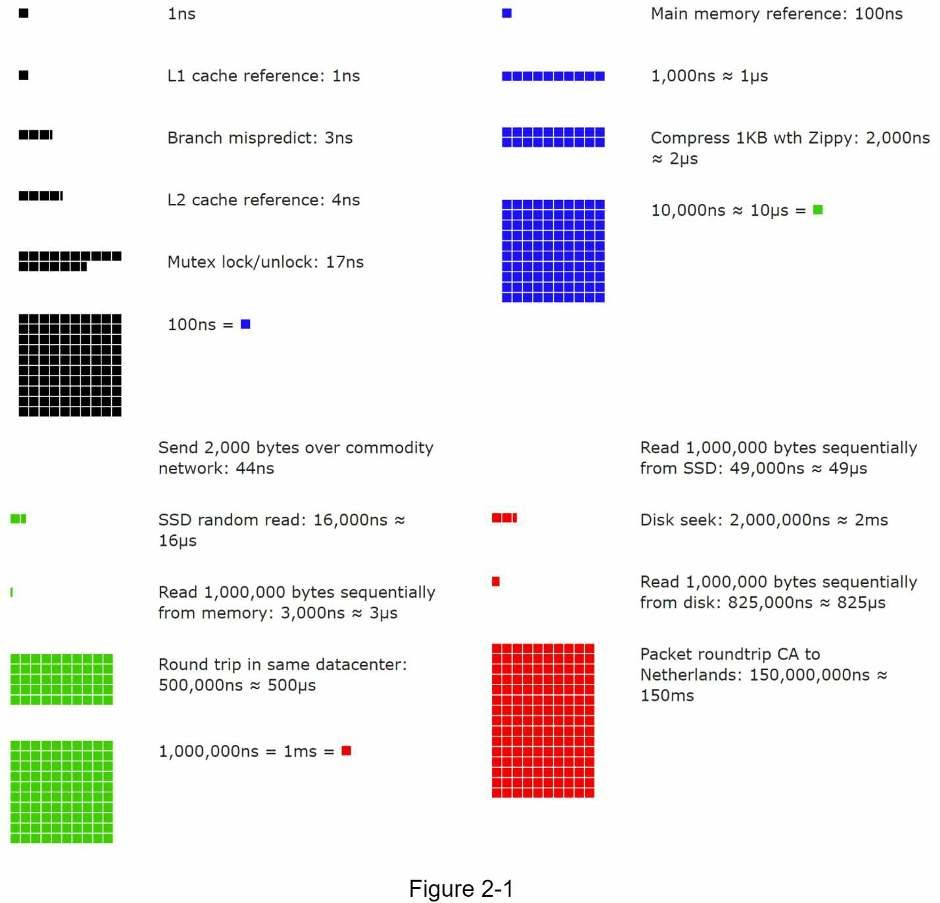 1ns
L1 cache reference: 1ns
Branch mispredict: 3ns
L2 cache reference: 4ns
Mutex lock/unlock: 17ns
100ns =
Main memory reference: 100ns
1,000ns ≈ 1µs
Compress 1KB wth Zippy: 2,000ns
≈ 2µs
10,000ns ≈ 10µs =
Send 2,000 bytes over commodity
network: 44ns
SSD random read: 16,000ns ≈
16µs
Read 1,000,000 bytes sequentially
from memory: 3,000ns ≈ 3µs
Round trip in same datacenter:
500,000ns ≈ 500µs
1,000,000ns = 1ms =
Read 1,000,000 bytes sequentially
from SSD: 49,000ns ≈ 49µs
Disk seek: 2,000,000ns ≈ 2ms
Read 1,000,000 bytes sequentially
from disk: 825,000ns ≈ 825µs
Packet roundtrip CA to
Netherlands: 150,000,000ns ≈
150ms
Figure 2-1